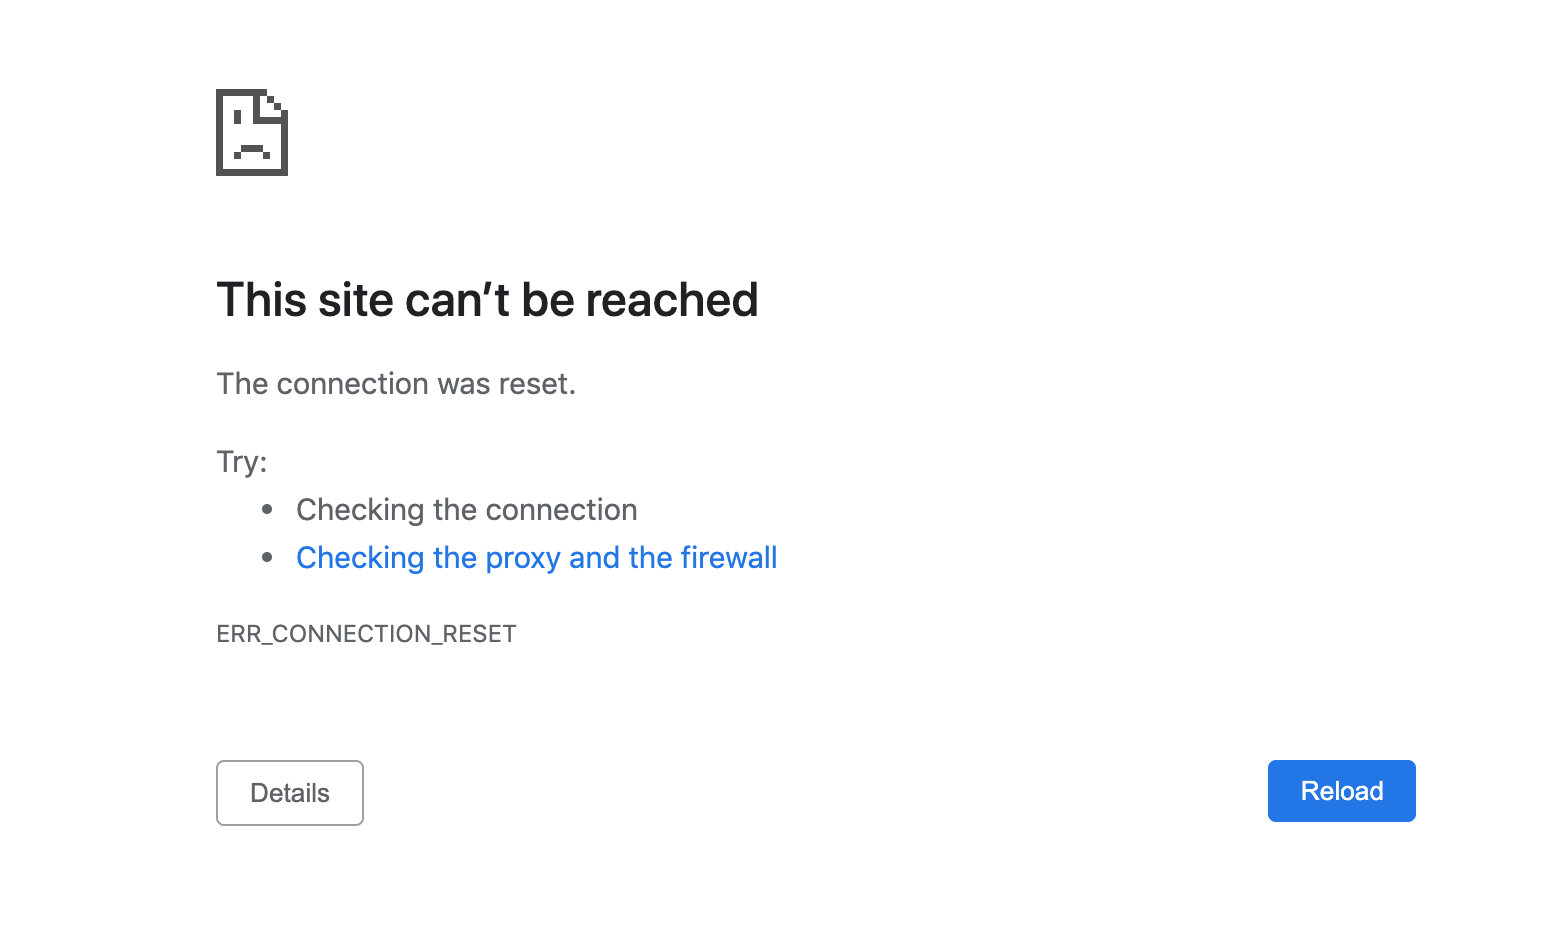 This site can’t be reached
The connection was reset.
Try:
• Checking the connection
• Checking the proxy and the firewall
ERR_CONNECTION_RESET
Details
Reload